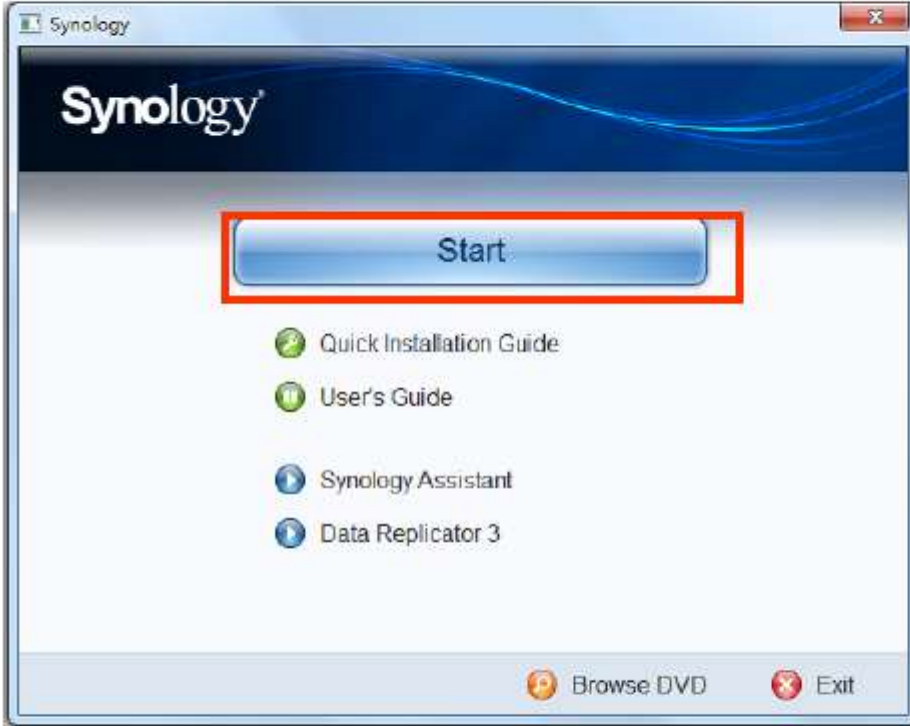 Synology
Synology
Start
Quick Installation Guide
User's Guide
Synology Assistant
Data Replicator 3
Browse DVD
Exit